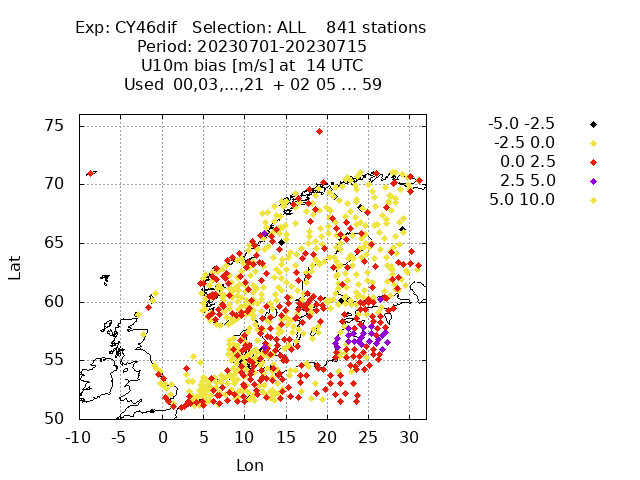 Exp: CY46dif Selection: ALL 841 stations
Period: 20230701-20230715
U10m bias [m/s] at 14 UTC
Used 00,03,...,21 + 02 05 ... 59
-5.0 -2.5
-2.5 0.0
0.0 2.5
2.5 5.0
5.0 10.0
75
70
65
60
55
50
Lat
-10 -5 0 5 10 15 20 25 30
Lon